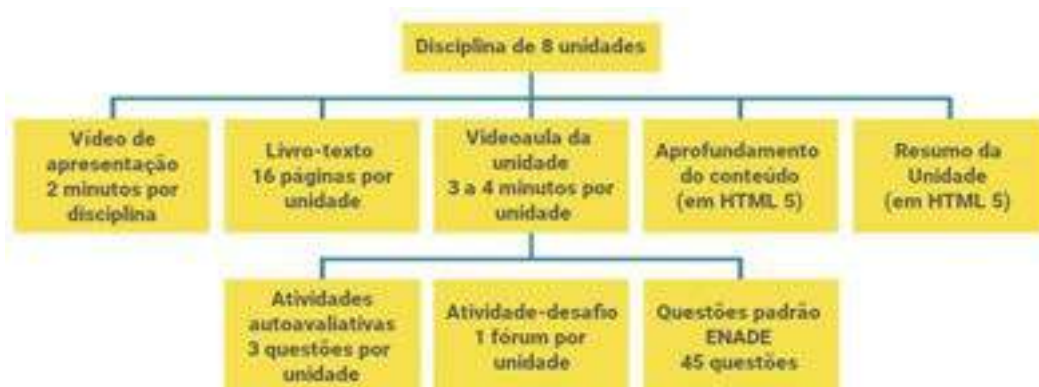 Disciplina de 8 unidades
Vídeo de
apresentação
2 minutos por
disciplina
Livro-texto
16 páginas por
unidade
Videoaula da
unidade
3 a 4 minutos por
unidade
Aprofundamento
do conteúdo
(em HTML 5)
Resumo da
Unidade
(em HTML 5)
Atividades
autoavaliativas
3 questões por
unidade
Atividade-desafio
1 fórum por
unidade
Questões padrão
ENADE
45 questões